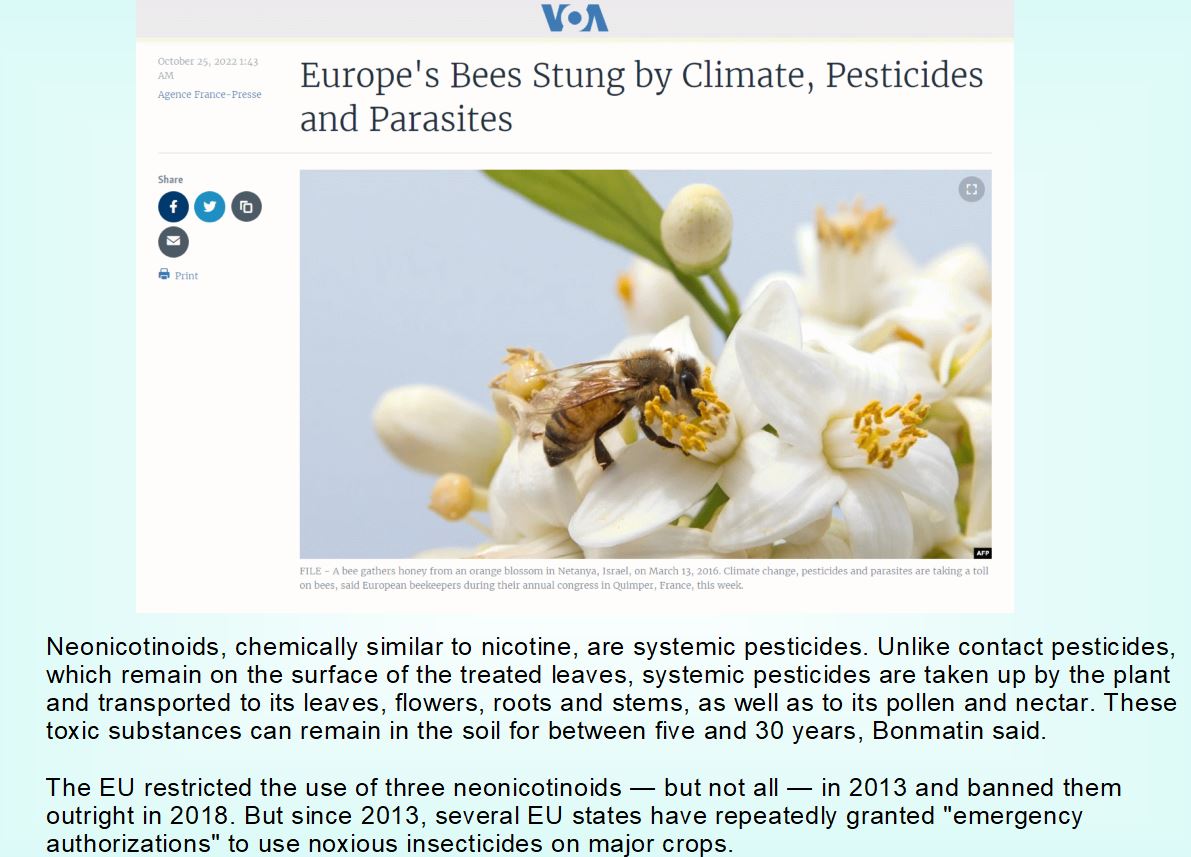 VOA
October 25, 2022 1:43
AM
Agence France-Presse
Europe's Bees Stung by Climate, Pesticides
and Parasites
Share
Print
AFP
FILE - A bee gathers honey from an orange blossom in Netanya, Israel, on March 13, 2016. Climate change, pesticides and parasites are taking a toll
on bees, said European beekeepers during their annual congress in Quimper, France, this week.
Neonicotinoids, chemically similar to nicotine, are systemic pesticides. Unlike contact pesticides,
which remain on the surface of the treated leaves, systemic pesticides are taken up by the plant
and transported to its leaves, flowers, roots and stems, as well as to its pollen and nectar. These
toxic substances can remain in the soil for between five and 30 years, Bonmatin said.
The EU restricted the use of three neonicotinoids — but not all — in 2013 and banned them
outright in 2018. But since 2013, several EU states have repeatedly granted "emergency
authorizations" to use noxious insecticides on major crops.